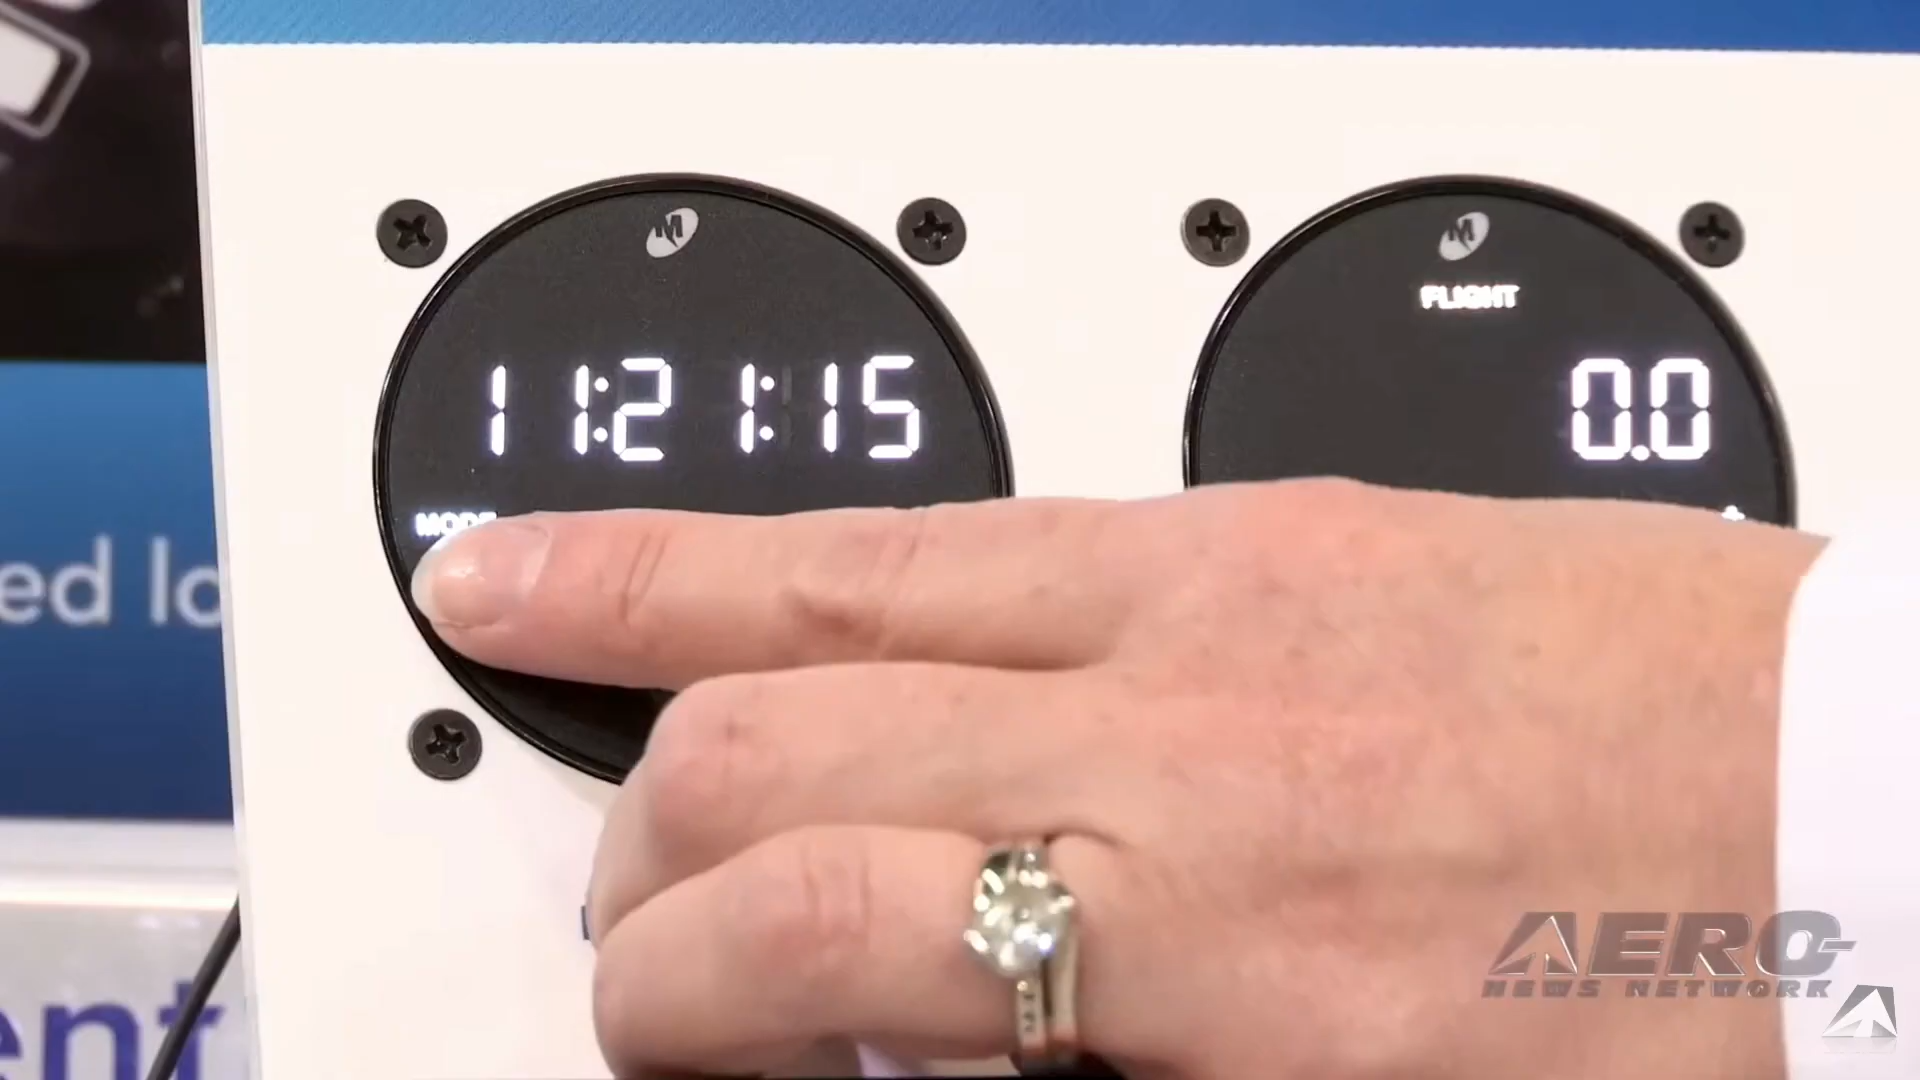 M
M
FLIGHT
11:21:15
0.0
MODE
ed lo
ent
AERO-
NEWS NETWORK